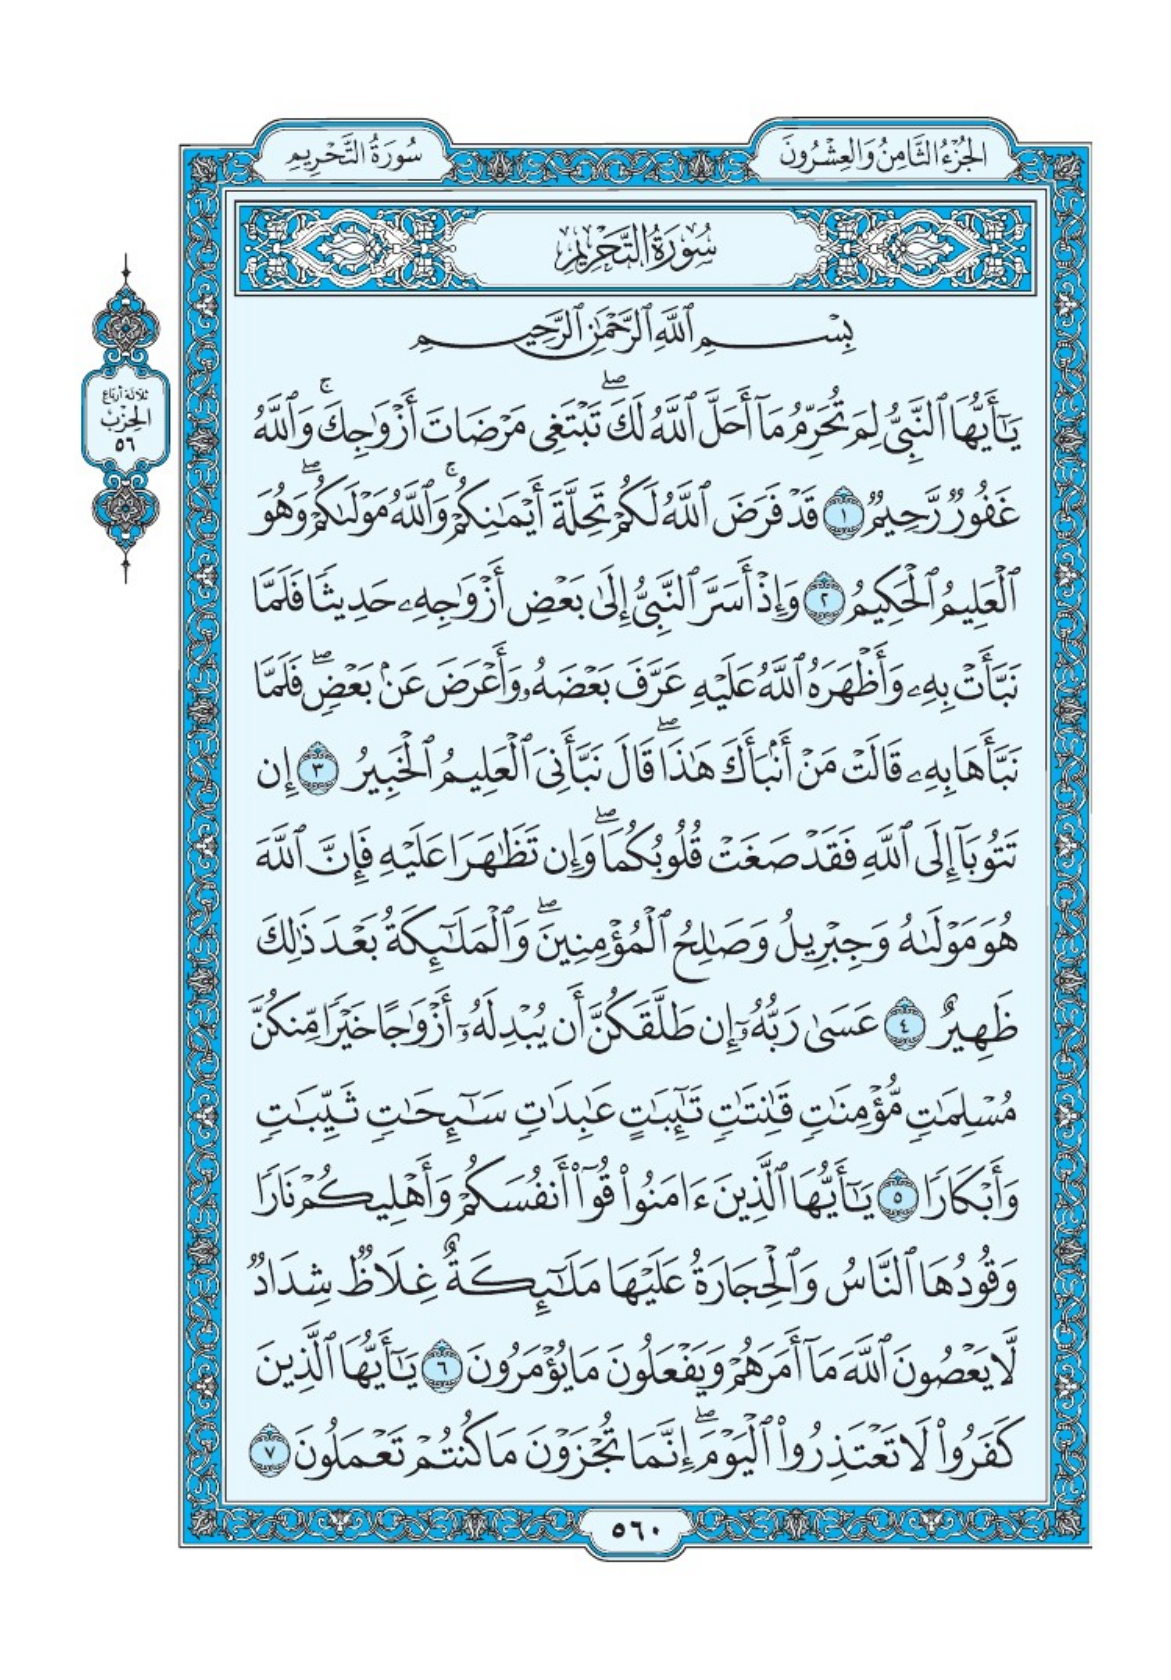 الجُزْءُ الثَّامِنُ وَالعِشْرُونَ
سُورَةُ التَّحْرِيمِ
سُورَةُ التَّحْرِيمِ
بِسْمِ ٱللَّهِ ٱلرَّحْمَٰنِ ٱلرَّحِيمِ
يَٰٓأَيُّهَا ٱلنَّبِيُّ لِمَ تُحَرِّمُ مَآ أَحَلَّ ٱللَّهُ لَكَۖ تَبْتَغِي مَرْضَاتَ أَزْوَٰجِكَۚ وَٱللَّهُ
غَفُورٞ رَّحِيمٞ ١ قَدْ فَرَضَ ٱللَّهُ لَكُمْ تَحِلَّةَ أَيْمَٰنِكُمْۚ وَٱللَّهُ مَوْلَىٰكُمْۖ وَهُوَ
ٱلْعَلِيمُ ٱلْحَكِيمُ ٢ وَإِذْ أَسَرَّ ٱلنَّبِيُّ إِلَىٰ بَعْضِ أَزْوَٰجِهِۦ حَدِيثٗا فَلَمَّا
نَبَّأَتْ بِهِۦ وَأَظْهَرَهُ ٱللَّهُ عَلَيْهِ عَرَّفَ بَعْضَهُۥ وَأَعْرَضَ عَنۢ بَعْضٖۖ فَلَمَّا
نَبَّأَهَا بِهِۦ قَالَتْ مَنْ أَنۢبَأَكَ هَٰذَاۖ قَالَ نَبَّأَنِيَ ٱلْعَلِيمُ ٱلْخَبِيرُ ٣ إِن
تَتُوبَآ إِلَى ٱللَّهِ فَقَدْ صَغَتْ قُلُوبُكُمَاۖ وَإِن تَظَٰهَرَا عَلَيْهِ فَإِنَّ ٱللَّهَ
هُوَ مَوْلَىٰهُ وَجِبْرِيلُ وَصَٰلِحُ ٱلْمُؤْمِنِينَۖ وَٱلْمَلَٰٓئِكَةُ بَعْدَ ذَٰلِكَ
ظَهِيرٌ ٤ عَسَىٰ رَبُّهُۥٓ إِن طَلَّقَكُنَّ أَن يُبْدِلَهُۥٓ أَزْوَٰجًا خَيْرٗا مِّنكُنَّ
مُسْلِمَٰتٖ مُّؤْمِنَٰتٖ قَٰنِتَٰتٖ تَٰٓئِبَٰتٍ عَٰبِدَٰتٖ سَٰٓئِحَٰتٖ ثَيِّبَٰتٖ
وَأَبْكَارٗا ٥ يَٰٓأَيُّهَا ٱلَّذِينَ ءَامَنُواْ قُوٓاْ أَنفُسَكُمْ وَأَهْلِيكُمْ نَارٗا
وَقُودُهَا ٱلنَّاسُ وَٱلْحِجَارَةُ عَلَيْهَا مَلَٰٓئِكَةٌ غِلَاظٞ شِدَادٞ
لَّا يَعْصُونَ ٱللَّهَ مَآ أَمَرَهُمْ وَيَفْعَلُونَ مَا يُؤْمَرُونَ ٦ يَٰٓأَيُّهَا ٱلَّذِينَ
كَفَرُواْ لَا تَعْتَذِرُواْ ٱلْيَوْمَۖ إِنَّمَا تُجْزَوْنَ مَا كُنتُمْ تَعْمَلُونَ ٧
ثلاثة أرباع
الحِزْب
٥٦
٥٦٠